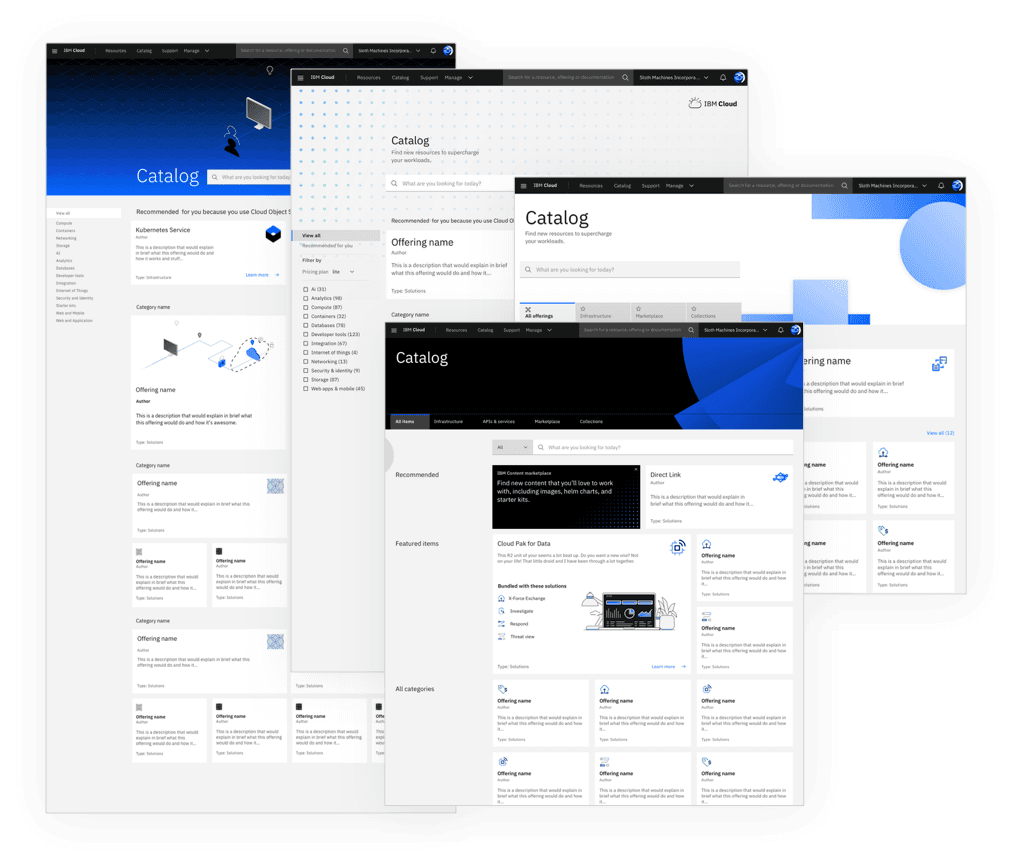 IBM Cloud
Resources
Catalog
Support
Manage
Search for a resource, offering or documentation
Sloth Machines Incorpora...
Catalog
What are you looking for today
View all
Compute
Containers
Networking
Storage
AI
Analytics
Databases
Developer tools
Integration
Internet of Things
Security and Identity
Starter kits
Web and Mobile
Web and Application
Recommended for you because you use Cloud Object S
Kubernetes Service
Author
This is a description that would explain
in brief what this offering would do and
how it works and stuff...
Type: Infrastructure
Learn more
Category name
Offering name
Author
This is a description that would explain in brief what
this offering would do and how it's awesome.
Type: Solutions
Category name
Offering name
Author
This is a description that would explain in brief what this
offering would do and how it...
Type: Solutions
Offering name
Author
This is a description that would
explain in brief what this offering
would do and how it...
Type: Solutions
Offering name
Author
This is a description that would
explain in brief what this offering
would do and how it...
Type: Solutions
Category name
Offering name
Author
This is a description that would explain in brief what this
offering would do and how it...
Type: Solutions
Type: Solutions
Offering name
Author
This is a description that would
explain in brief what this offering
would do and how it...
Type: Solutions
Offering name
Author
This is a description that would
explain in brief what this offering
would do and how it...
Type: Solutions
Offering name
Author
This is a description that would
explain in brief what this offering
would do and how it...
Type: Solutions
IBM Cloud
Resources
Catalog
Support
Manage
Search for a resource, offering or documentation
Sloth Machines Incorpora...
IBM Cloud
Catalog
Find new resources to supercharge
your workloads.
What are you looking for today?
View all
Recommended for you
Filter by
Pricing plan
lite
AI (31)
Analytics (98)
Compute (87)
Containers (32)
Databases (78)
Developer tools (123)
Integration (67)
Internet of things (4)
Networking (13)
Security & identity (9)
Storage (87)
Web apps & mobile (45)
Recommended for you because you use Cloud O
Offering name
Author
This is a description that would explain in brief
what this offering would do and how it...
Type: Solutions
Category name
IBM Cloud
Resources
Catalog
Support
Manage
Search for a resource, offering or documentation
Sloth Machines Incorpora...
Catalog
Find new resources to supercharge
your workloads.
What are you looking for today?
All offerings
Infrastructure
Marketplace
Collections
ring name
s a description that would explain in brief
offering would do and how it...
olutions
View all (12)
ng name
Offering name
Author
This is a description that would explain in
brief what this offering would do and how
it...
Type: Solutions
ng name
Offering name
Author
This is a description that would explain in
brief what this offering would do and how
it...
Type: Solutions
IBM Cloud
Resources
Catalog
Support
Manage
Search for a resource, offering or documentation
Sloth Machines Incorpora...
Catalog
All items
Infrastructure
APIs & services
Marketplace
Collections
All
What are you looking for today?
Recommended
IBM Content marketplace
Find new content that you'll love to work
with, including images, helm charts, and
starter kits.
Direct Link
Author
This is a description that would explain in
brief what this offering would do and how it...
Type: Solutions
Featured items
Cloud Pak for Data
This R2 unit of your seems a bit beat up. Do you want a new one? Not
on your life! That little droid and I have been through a lot together.
Bundled with these solutions
X-Force Exchange
Investigate
Respond
Threat view
Type: Solutions
Learn more
Offering name
Author
This is a description that would explain in
brief what this offering would do and how
it...
Type: Solutions
Offering name
Author
This is a description that would explain in
brief what this offering would do and how
it...
Type: Solutions
All categories
Offering name
Author
This is a description that would explain in
brief what this offering would do and how
it...
Type: Solutions
Offering name
Author
This is a description that would explain in
brief what this offering would do and how
it...
Type: Solutions
Offering name
Author
This is a description that would explain in
brief what this offering would do and how
it...
Type: Solutions
Offering name
Author
This is a description that would explain in
brief what this offering would do and how
it...
Offering name
Author
This is a description that would explain in
brief what this offering would do and how
it...
Offering name
Author
This is a description that would explain in
brief what this offering would do and how
it...